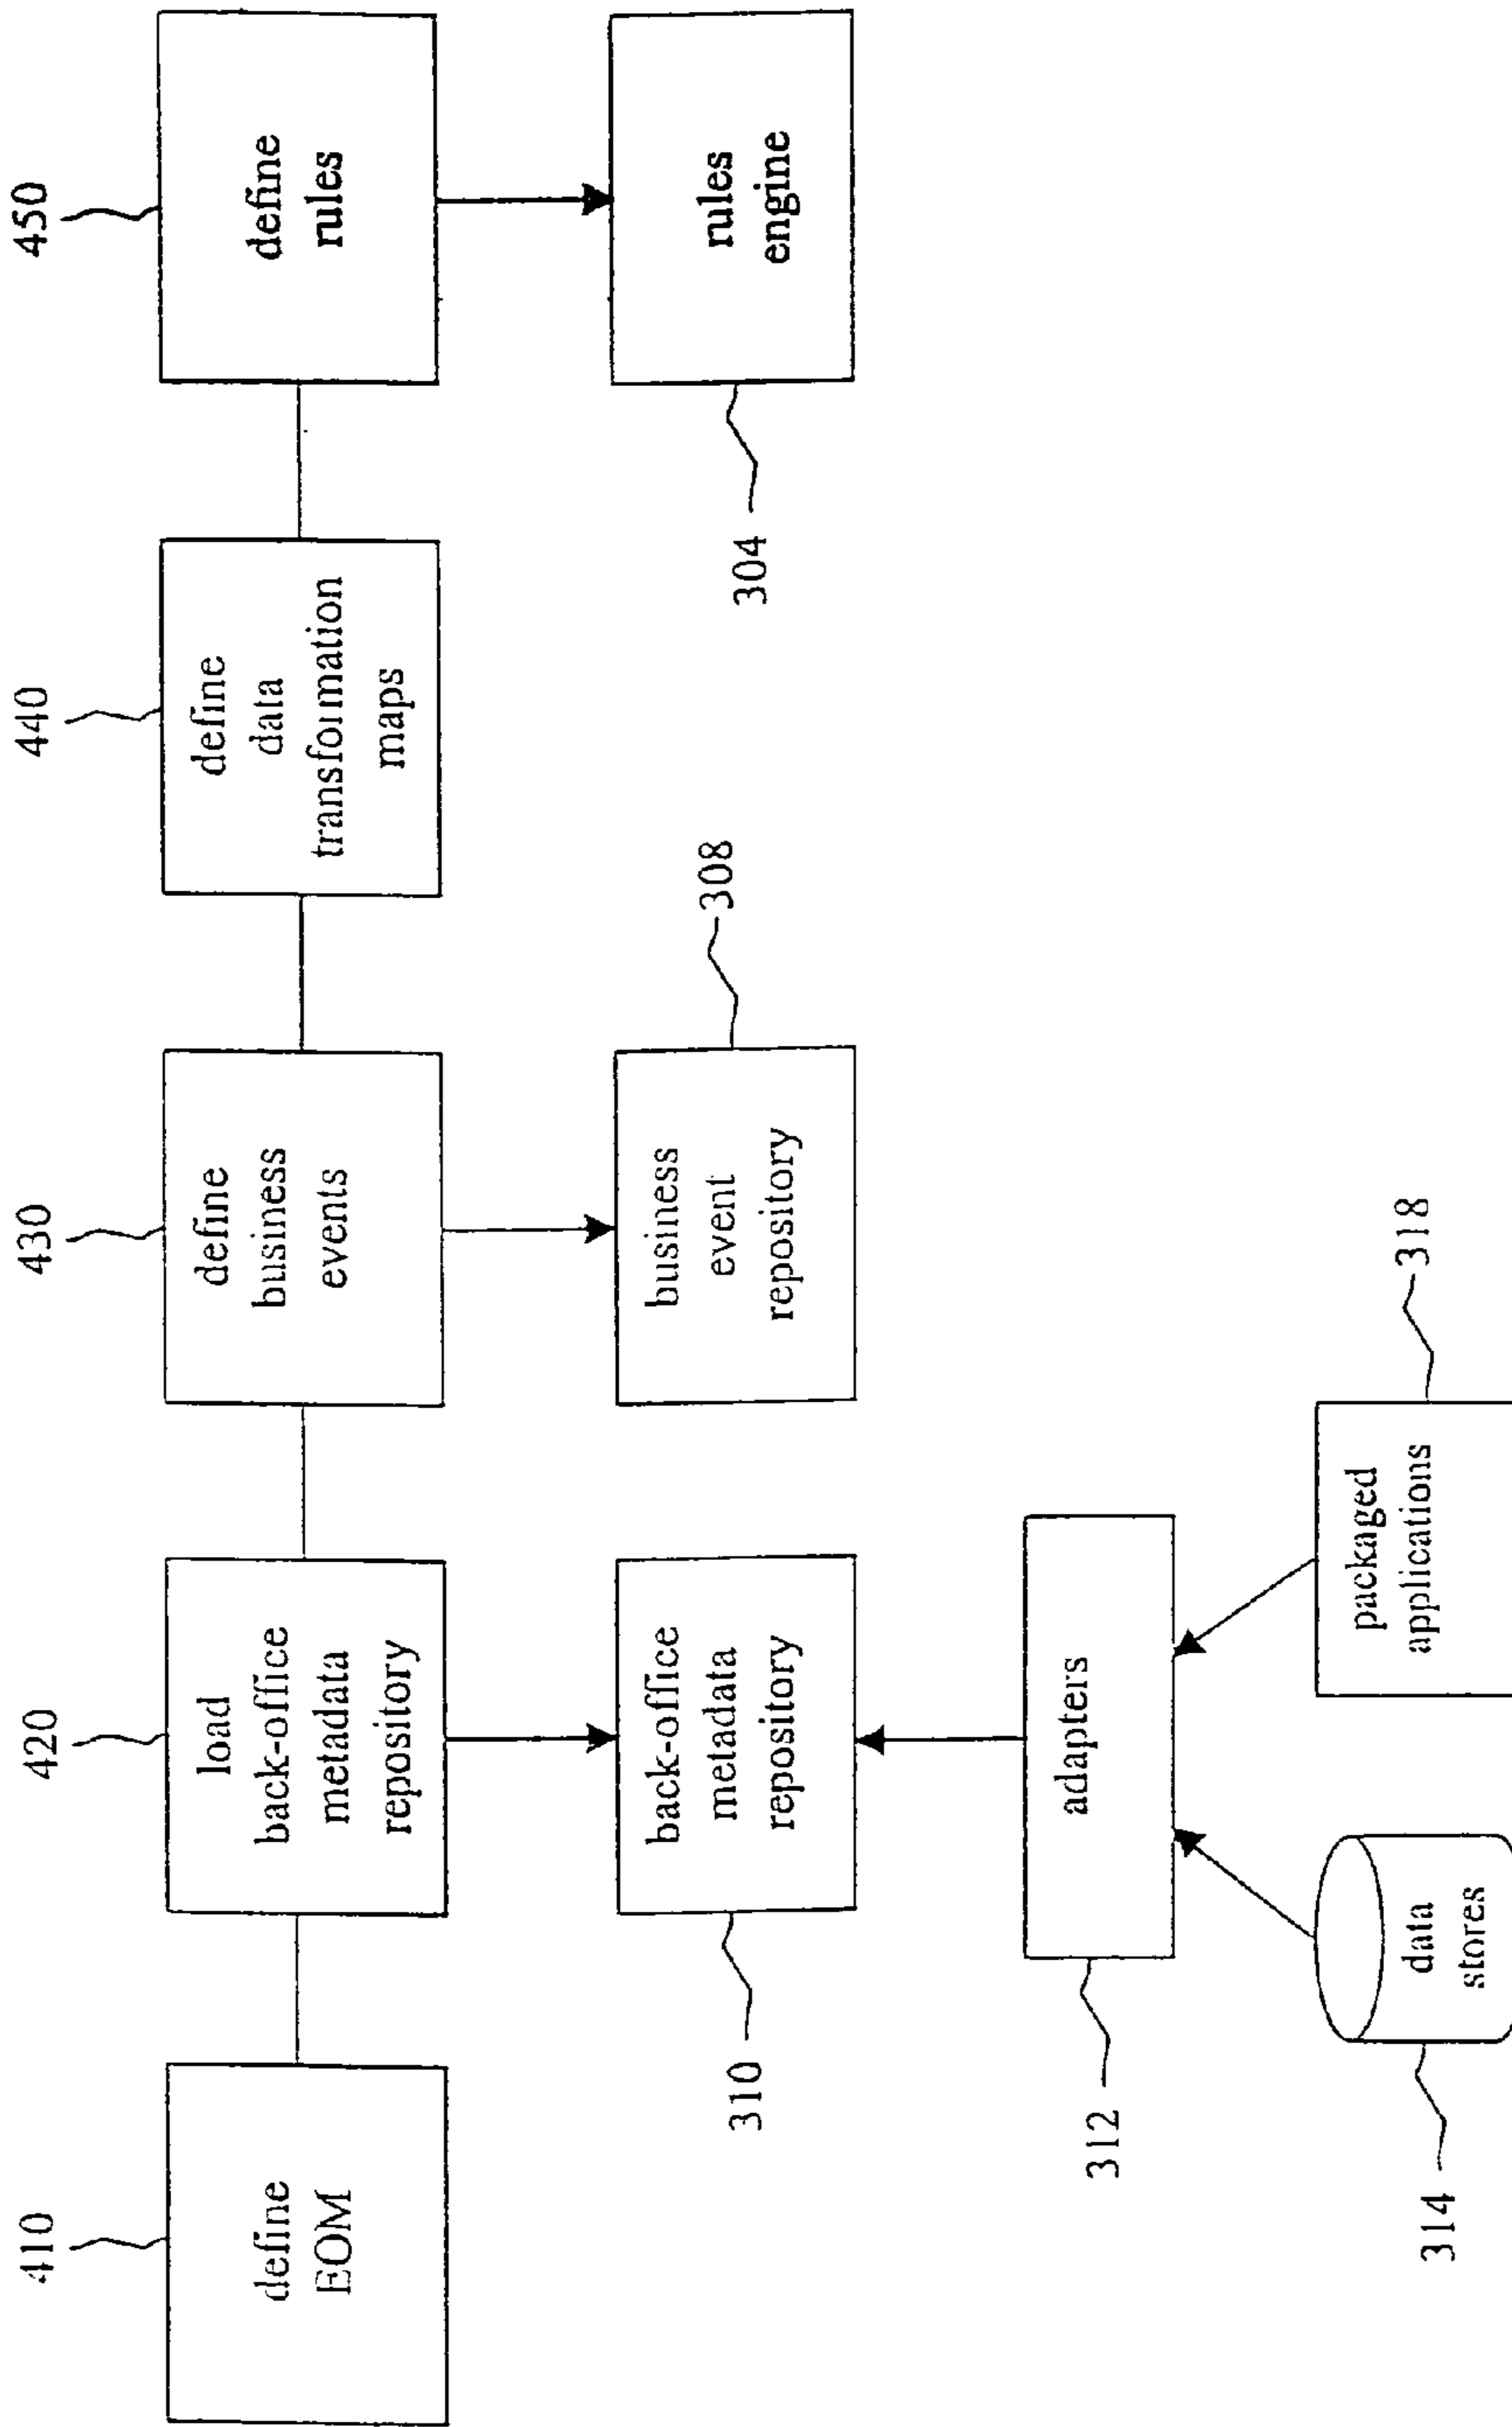 410
420
430
440
450
define
EOM
load
back-office
metadata
repository
define
business
events
define
data
transformation
maps
define
rules
back-office
metadata
repository
310
business
event
repository
308
rules
engine
304
adapters
312
data
stores
314
packaged
applications
318